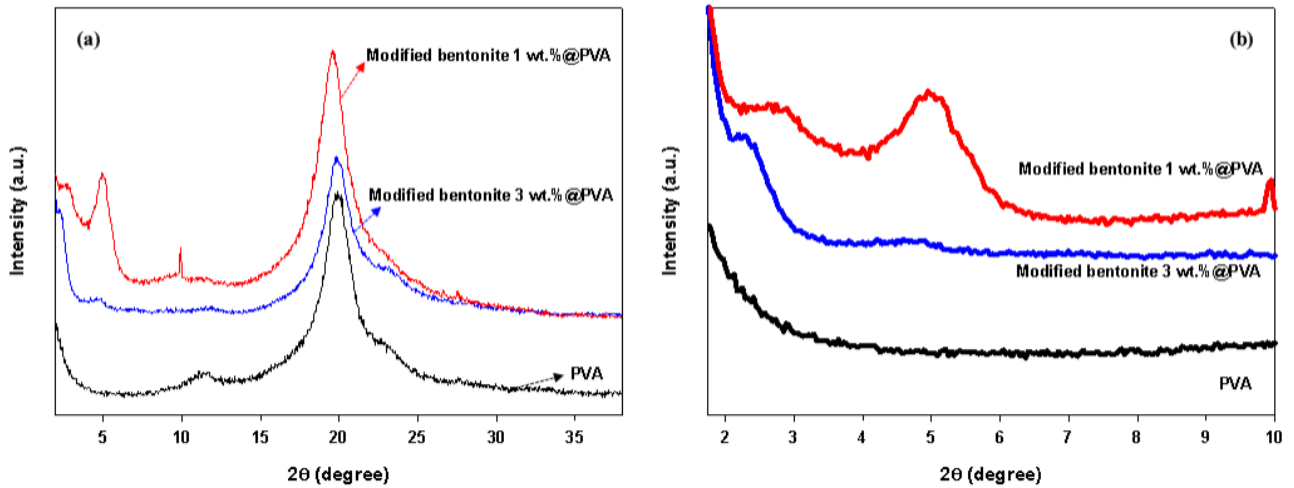 (a)
Modified bentonite 1 wt.%@PVA
Modified bentonite 3 wt.%@PVA
PVA
Intensity (a.u.)
5 10 15 20 25 30 35
2θ (degree)
(b)
Modified bentonite 1 wt.%@PVA
Modified bentonite 3 wt.%@PVA
PVA
Intensity (a.u.)
2 3 4 5 6 7 8 9 10
2θ (degree)